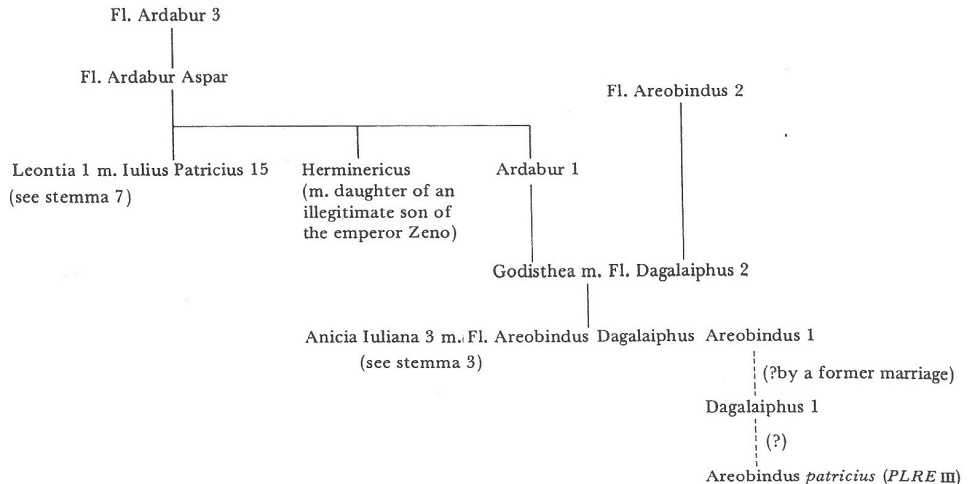 Fl. Ardabur 3
Fl. Ardabur Aspar
Fl. Areobindus 2
Leontia 1 m. Iulius Patricius 15
(see stemma 7)
Herminericus
(m. daughter of an
illegitimate son of
the emperor Zeno)
Ardabur 1
Godisthea m. Fl. Dagalaiphus 2
Anicia Iuliana 3 m. Fl. Areobindus Dagalaiphus Areobindus 1
(see stemma 3)
(?by a former marriage)
Dagalaiphus 1
(?)
Areobindus patricius (PLRE III)